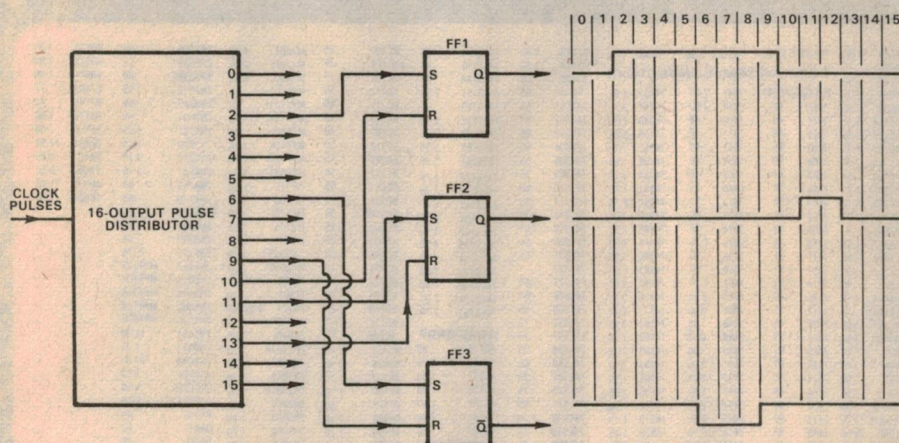 0 1 2 3 4 5 6 7 8 9 10 11 12 13 14 15
FF1
0
1
2
3
4
5
6
7
8
9
10
11
12
13
14
15
CLOCK
PULSES
16-OUTPUT PULSE
DISTRIBUTOR
S Q
R
FF2
S Q
R
FF3
S
R Q̅